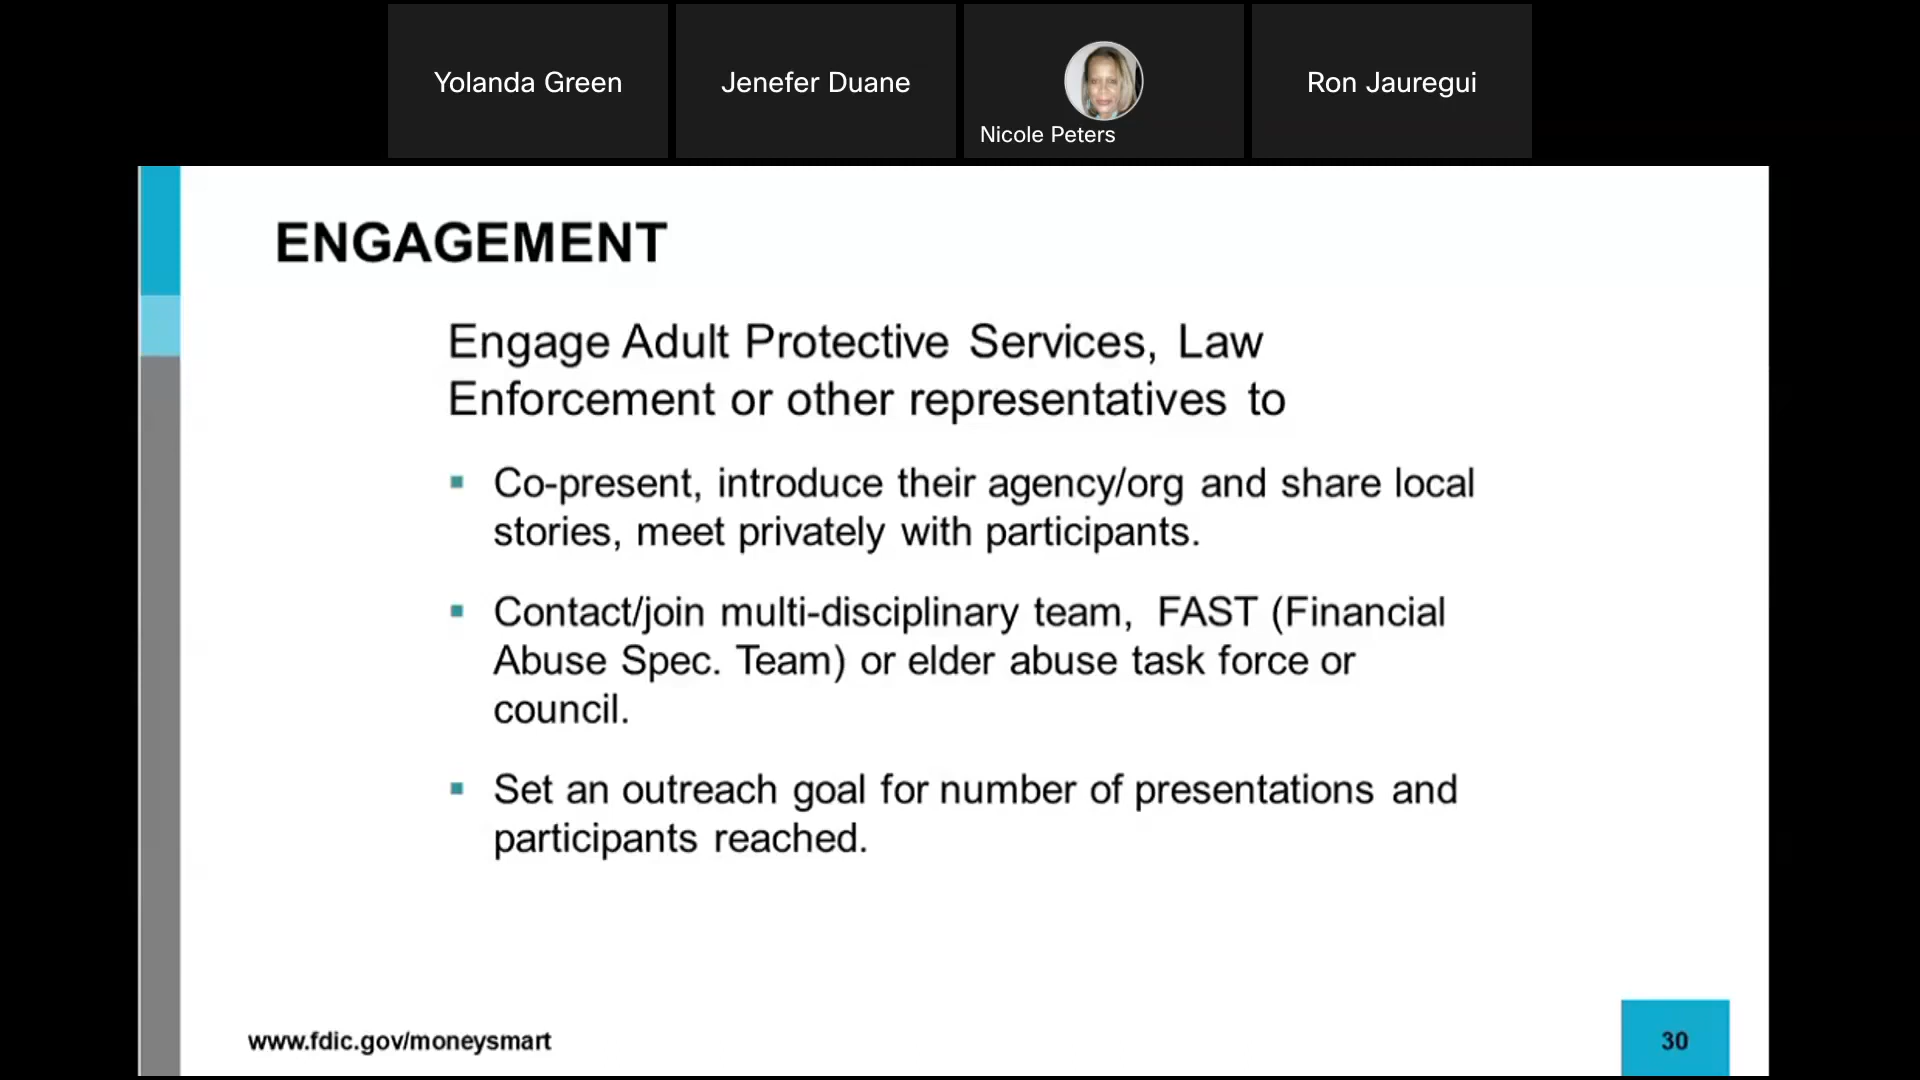 Yolanda Green
Jenefer Duane
Nicole Peters
Ron Jauregui
ENGAGEMENT
Engage Adult Protective Services, Law
Enforcement or other representatives to
▪ Co-present, introduce their agency/org and share local
stories, meet privately with participants.
▪ Contact/join multi-disciplinary team, FAST (Financial
Abuse Spec. Team) or elder abuse task force or
council.
▪ Set an outreach goal for number of presentations and
participants reached.
www.fdic.gov/moneysmart
30